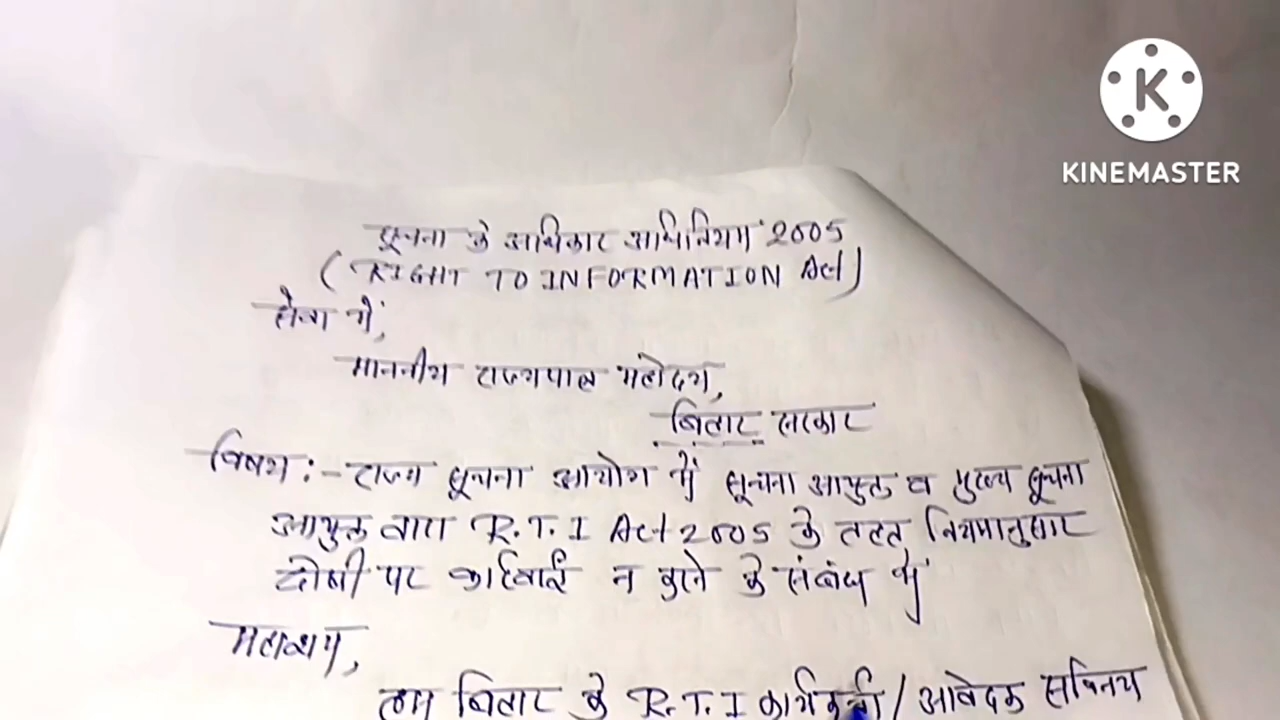 K
KINEMASTER
सूचना के अधिकार अधिनियम 2005
(RIGHT TO INFORMATION Act)
सेवा में,
माननीय राज्यपाल महोदय,
बिहार सरकार
विषय:- राज्य सूचना आयोग में सूचना आयुक्त व मुख्य सूचना
आयुक्त द्वारा R.T.I Act 2005 के तहत नियमानुसार
दोषी पर कार्रवाई न करने के संबंध में
महाशय,
हम बिहार के R.T.I कार्यकर्ता/आवेदक सविनय